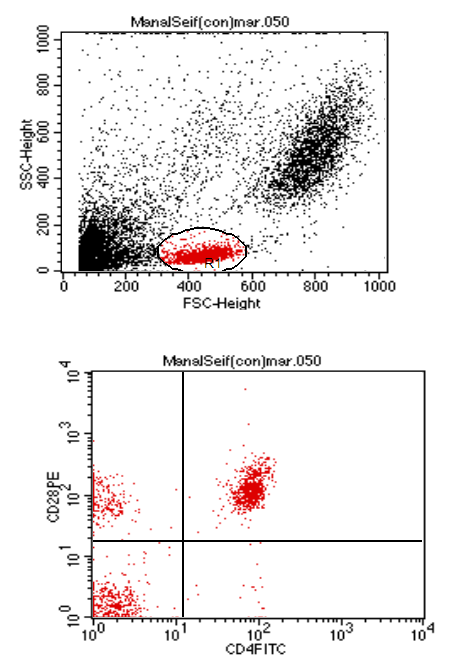 ManalSeif(con)mar.050
1000
800
600
400
200
0
SSC-Height
R1
0 200 400 600 800 1000
FSC-Height
ManalSeif(con)mar.050
10^4
10^3
10^2
10^1
10^0
CD28PE
10^0 10^1 10^2 10^3 10^4
CD4FITC